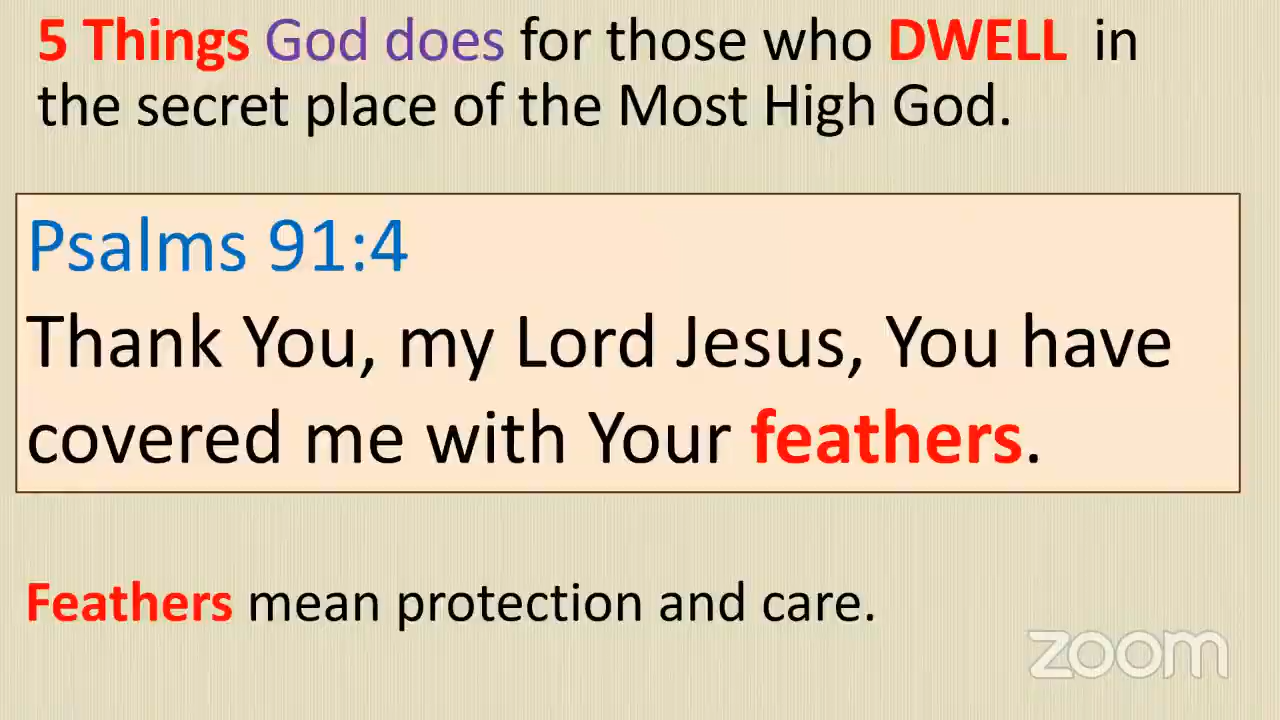 5 Things God does for those who DWELL in
the secret place of the Most High God.
Psalms 91:4
Thank You, my Lord Jesus, You have
covered me with Your feathers.
Feathers mean protection and care.
zoom